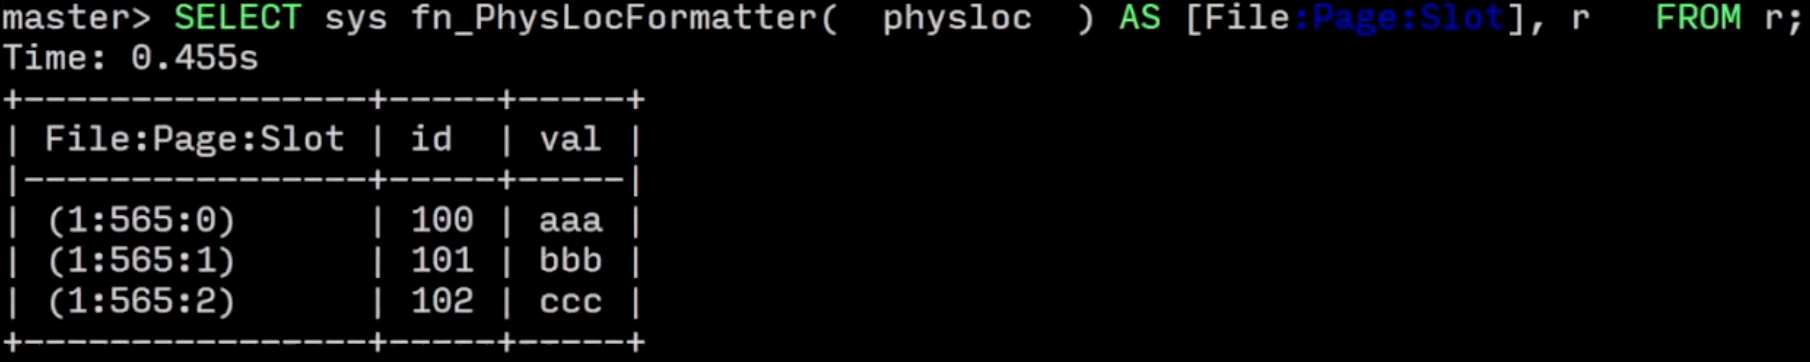 master> SELECT sys fn_PhysLocFormatter(  physloc  ) AS [File:Page:Slot], r   FROM r;
Time: 0.455s
+----------------+-----+-----+
| File:Page:Slot | id  | val |
|----------------+-----+-----|
| (1:565:0)      | 100 | aaa |
| (1:565:1)      | 101 | bbb |
| (1:565:2)      | 102 | ccc |
+----------------+-----+-----+